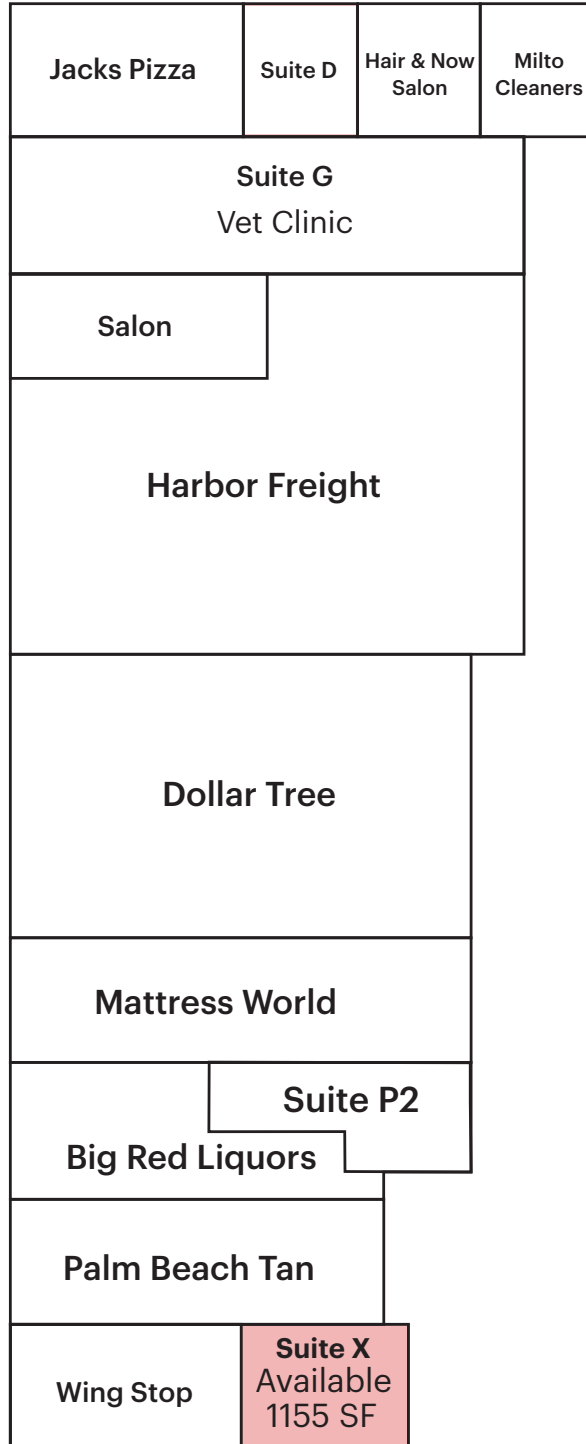 Jacks Pizza
Suite D
Hair & Now
Salon
Milto
Cleaners
Suite G
Vet Clinic
Salon
Harbor Freight
Dollar Tree
Mattress World
Suite P2
Big Red Liquors
Palm Beach Tan
Wing Stop
Suite X
Available
1155 SF